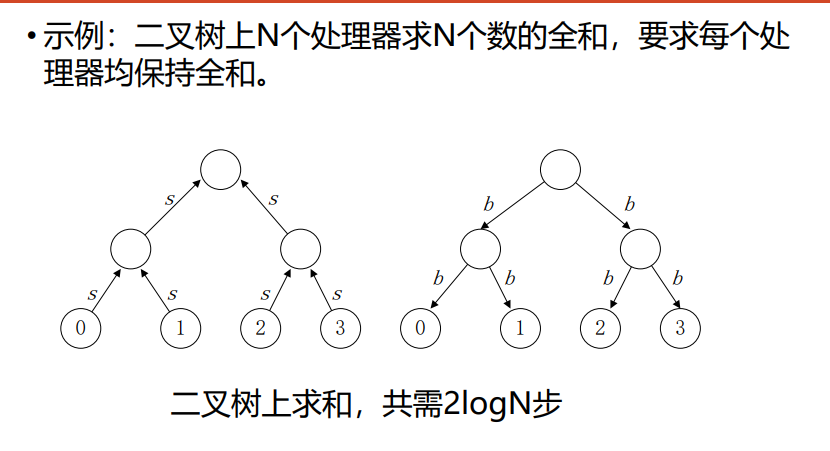 • 示例：二叉树上N个处理器求N个数的全和，要求每个处
理器均保持全和。
s s
b b
s s s s
b b b b
0 1 2 3
0 1 2 3
二叉树上求和，共需2logN步